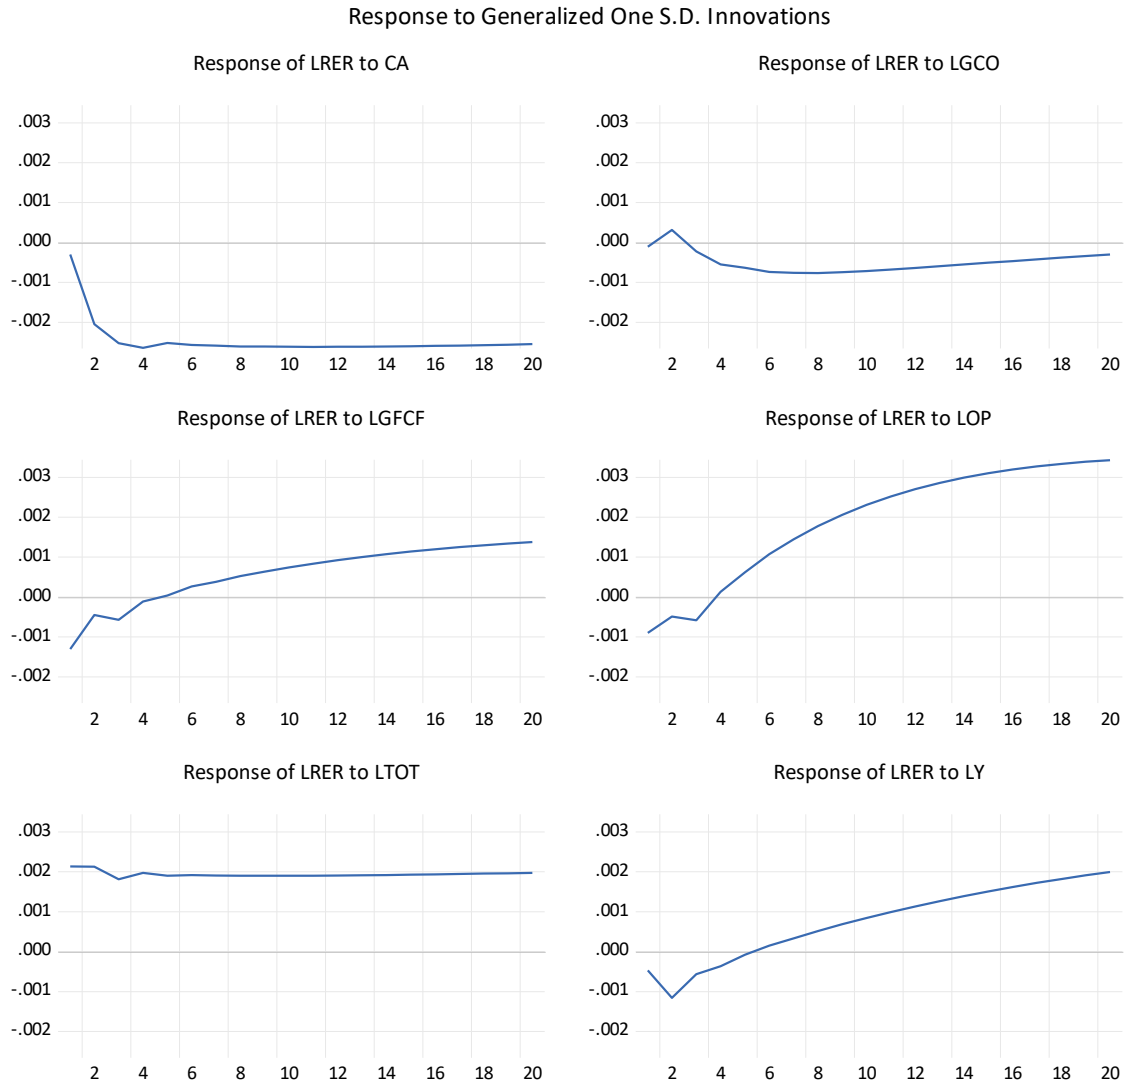 Response to Generalized One S.D. Innovations
Response of LRER to CA
.003
.002
.001
.000
-.001
-.002
2 4 6 8 10 12 14 16 18 20
Response of LRER to LGCO
.003
.002
.001
.000
-.001
-.002
2 4 6 8 10 12 14 16 18 20
Response of LRER to LGFCF
.003
.002
.001
.000
-.001
-.002
2 4 6 8 10 12 14 16 18 20
Response of LRER to LOP
.003
.002
.001
.000
-.001
-.002
2 4 6 8 10 12 14 16 18 20
Response of LRER to LTOT
.003
.002
.001
.000
-.001
-.002
2 4 6 8 10 12 14 16 18 20
Response of LRER to LY
.003
.002
.001
.000
-.001
-.002
2 4 6 8 10 12 14 16 18 20